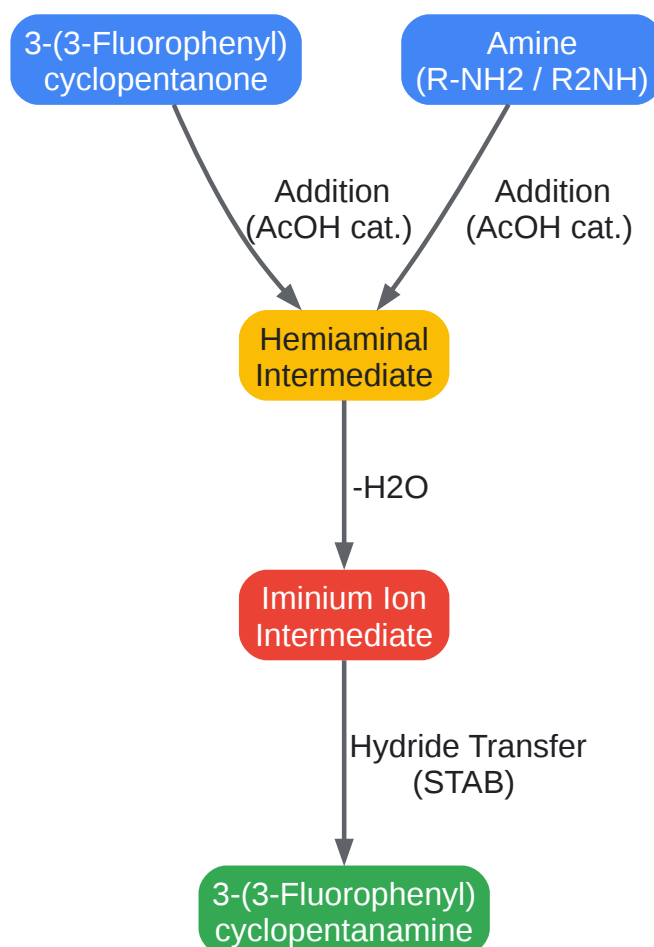 3-(3-Fluorophenyl)
cyclopentanone
Amine
(R-NH2 / R2NH)
Addition
(AcOH cat.)
Addition
(AcOH cat.)
Hemiaminal
Intermediate
-H2O
Iminium Ion
Intermediate
Hydride Transfer
(STAB)
3-(3-Fluorophenyl)
cyclopentanamine